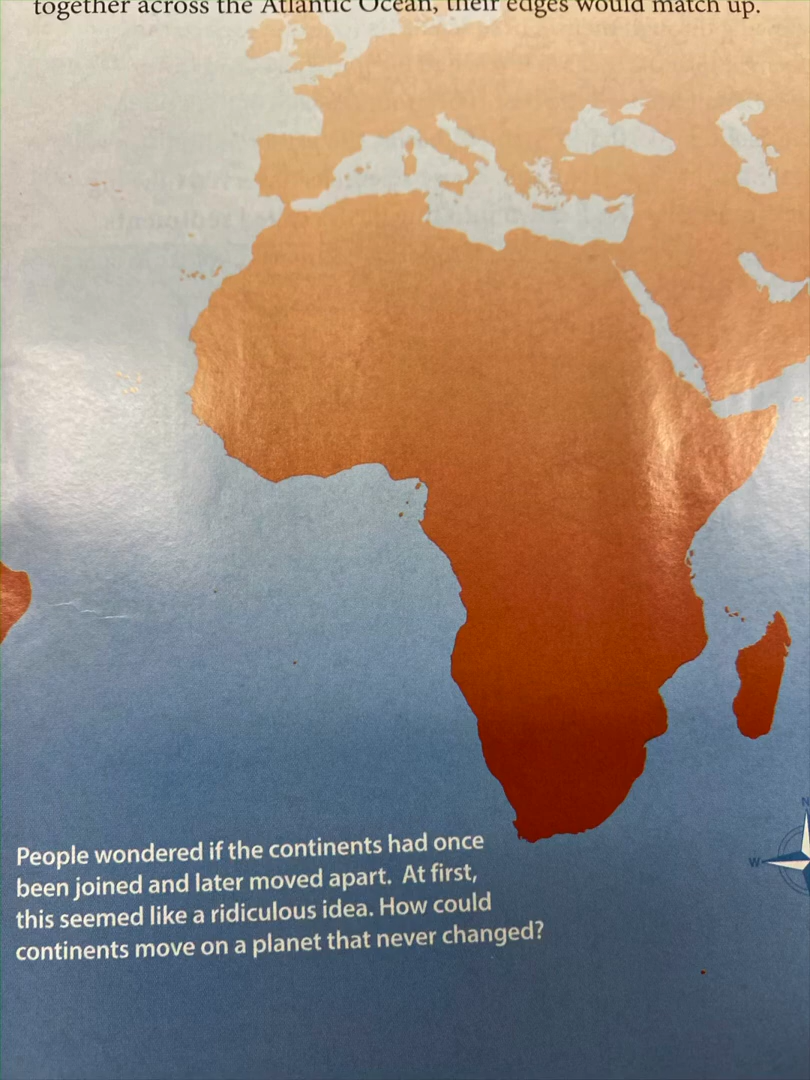 together across the Atlantic Ocean, their edges would match up.
People wondered if the continents had once
been joined and later moved apart. At first,
this seemed like a ridiculous idea. How could
continents move on a planet that never changed?
N
W